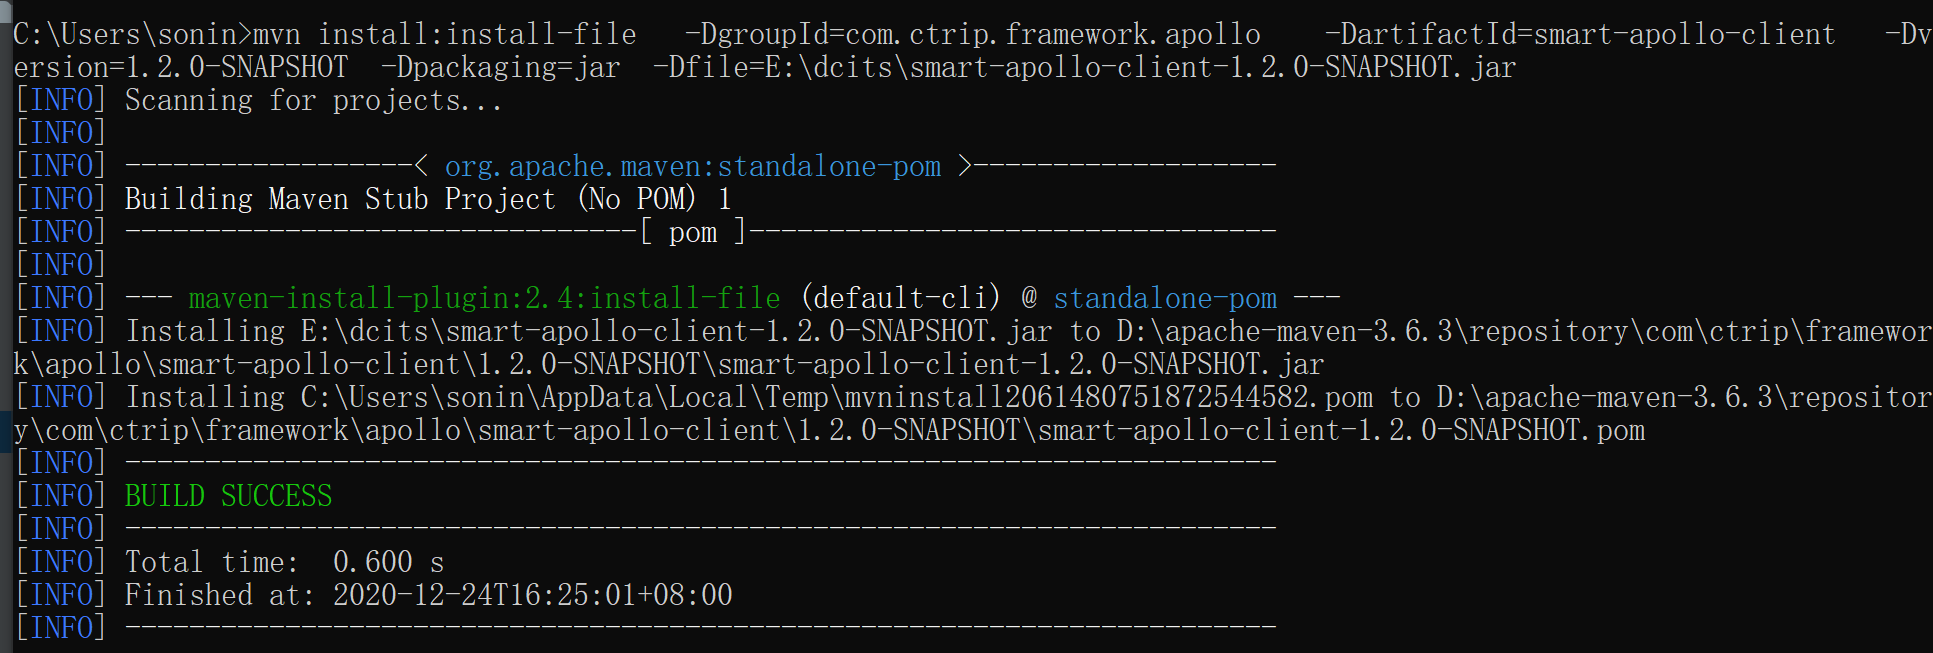 C:\Users\sonin>mvn install:install-file   -DgroupId=com.ctrip.framework.apollo    -DartifactId=smart-apollo-client   -Dv
ersion=1.2.0-SNAPSHOT  -Dpackaging=jar  -Dfile=E:\dcits\smart-apollo-client-1.2.0-SNAPSHOT.jar
[INFO] Scanning for projects...
[INFO]
[INFO] ------------------< org.apache.maven:standalone-pom >-------------------
[INFO] Building Maven Stub Project (No POM) 1
[INFO] --------------------------------[ pom ]---------------------------------
[INFO]
[INFO] --- maven-install-plugin:2.4:install-file (default-cli) @ standalone-pom ---
[INFO] Installing E:\dcits\smart-apollo-client-1.2.0-SNAPSHOT.jar to D:\apache-maven-3.6.3\repository\com\ctrip\framewor
k\apollo\smart-apollo-client\1.2.0-SNAPSHOT\smart-apollo-client-1.2.0-SNAPSHOT.jar
[INFO] Installing C:\Users\sonin\AppData\Local\Temp\mvninstall2061480751872544582.pom to D:\apache-maven-3.6.3\repositor
y\com\ctrip\framework\apollo\smart-apollo-client\1.2.0-SNAPSHOT\smart-apollo-client-1.2.0-SNAPSHOT.pom
[INFO] ------------------------------------------------------------------------
[INFO] BUILD SUCCESS
[INFO] ------------------------------------------------------------------------
[INFO] Total time:  0.600 s
[INFO] Finished at: 2020-12-24T16:25:01+08:00
[INFO] ------------------------------------------------------------------------